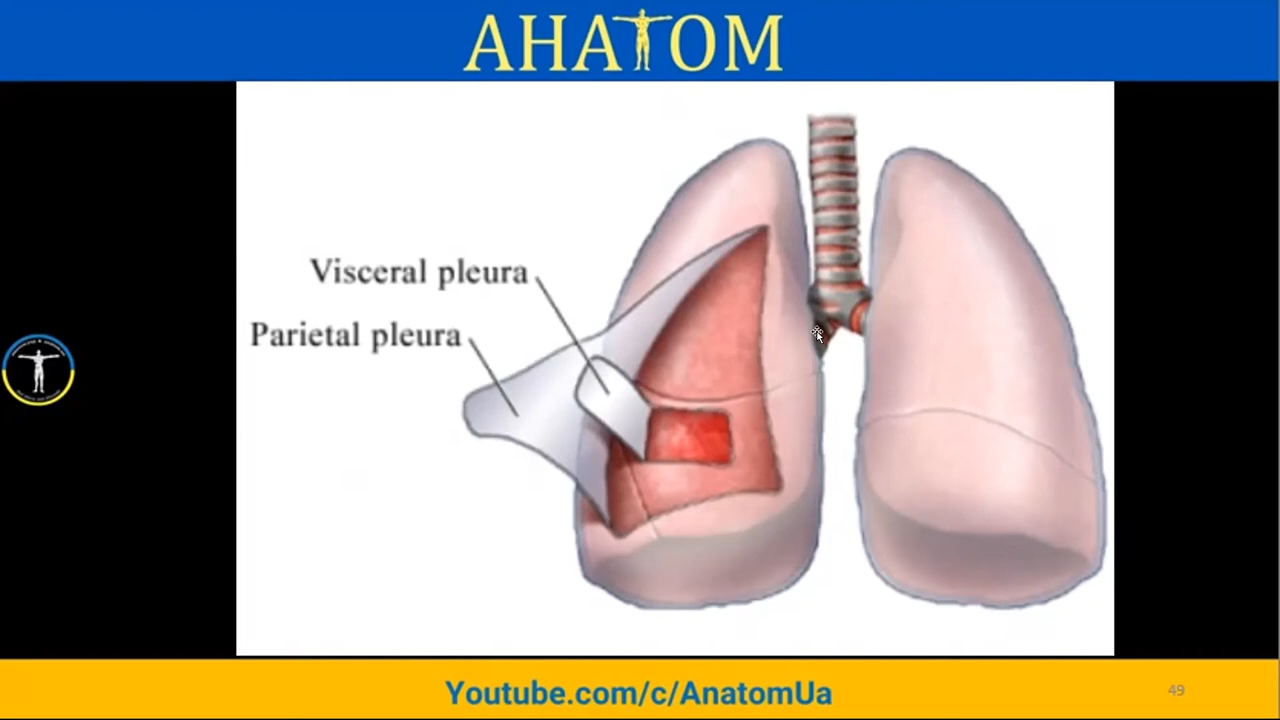 АНАТОМ
Visceral pleura
Parietal pleura
Youtube.com/c/AnatomUa
49